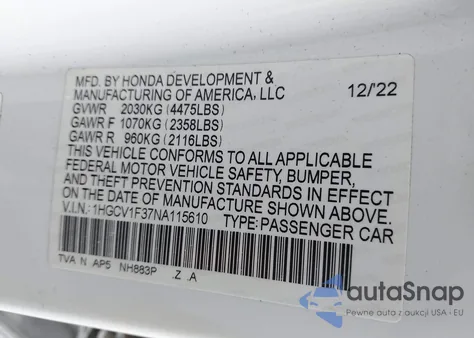 MFD. BY HONDA DEVELOPMENT &
MANUFACTURING OF AMERICA, LLC 12/'22
GVWR 2030KG (4475LBS)
GAWR F 1070KG (2358LBS)
GAWR R 960KG (2116LBS)
THIS VEHICLE CONFORMS TO ALL APPLICABLE
FEDERAL MOTOR VEHICLE SAFETY, BUMPER,
AND THEFT PREVENTION STANDARDS IN EFFECT
ON THE DATE OF MANUFACTURE SHOWN ABOVE.
V.I.N.: 1HGCV1F37NA115610 TYPE: PASSENGER CAR
TVA N AP5 NH883P Z A
autoSnap
Pewne auta z aukcji USA - EU